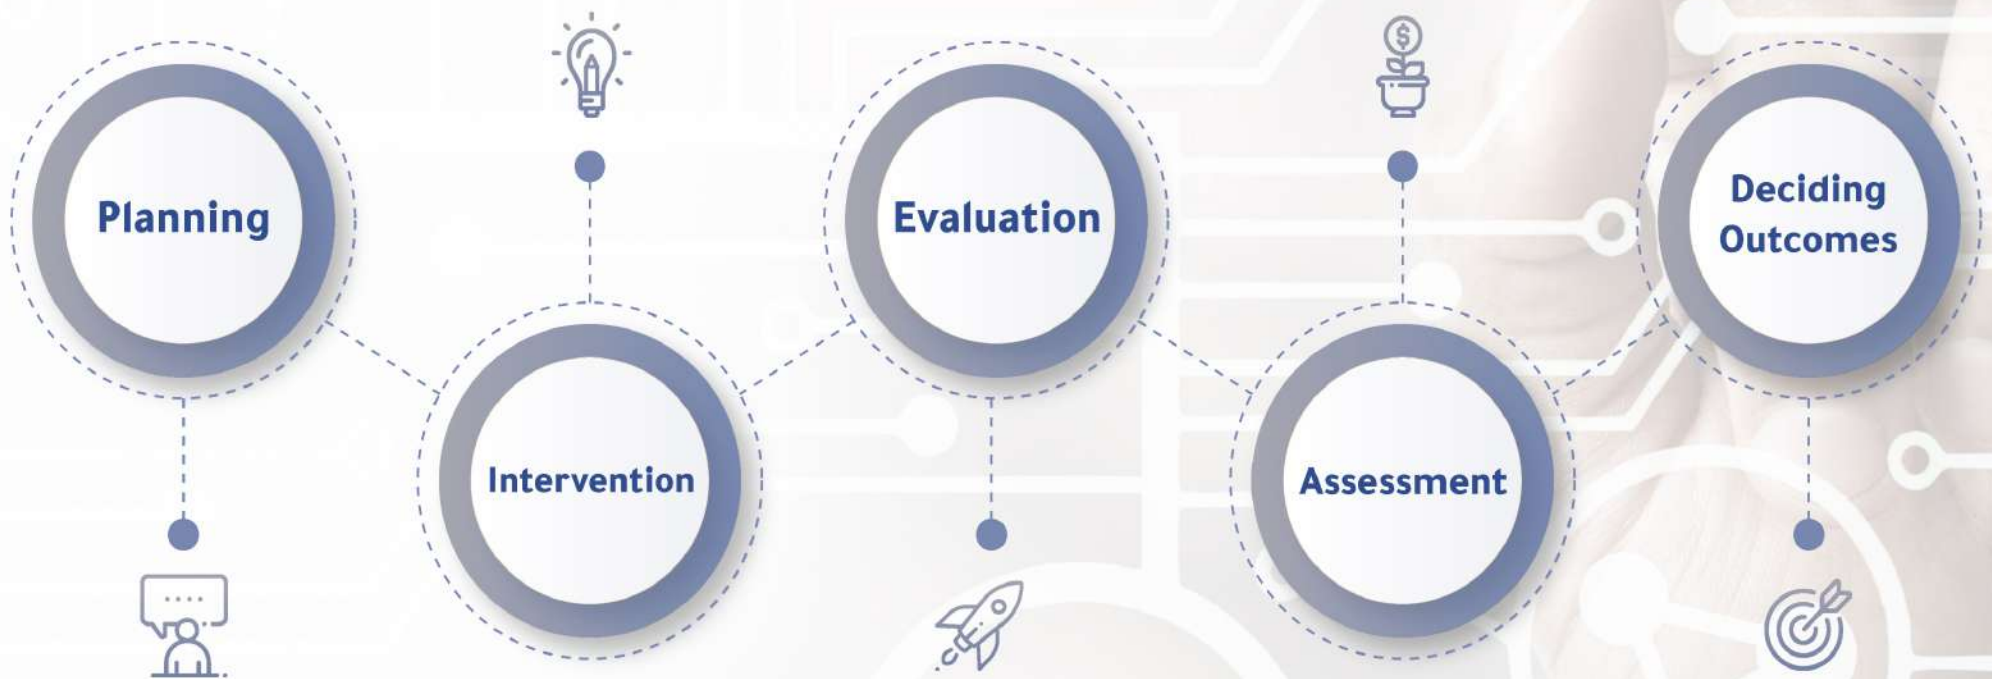 Planning
Intervention
Evaluation
Assessment
Deciding
Outcomes